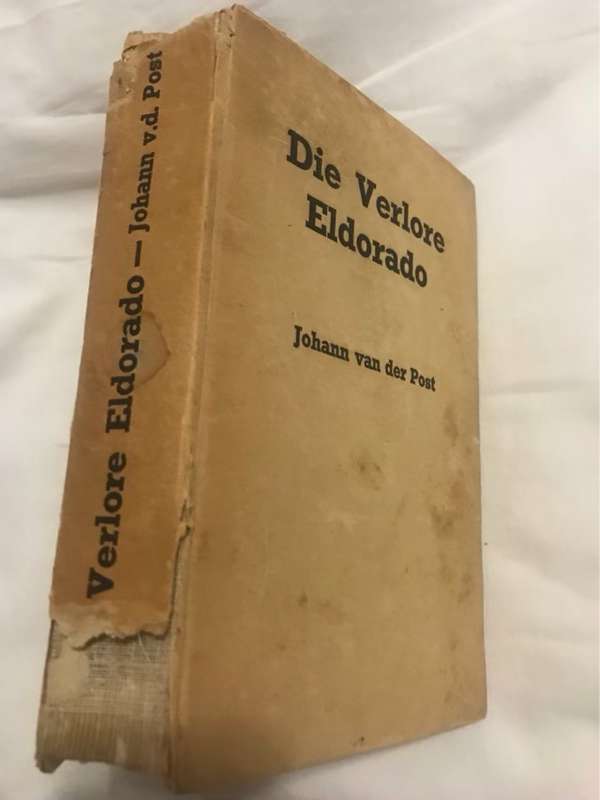 Die Verlore
Eldorado
Johann van der Post
Verlore Eldorado — Johann v.d. Post